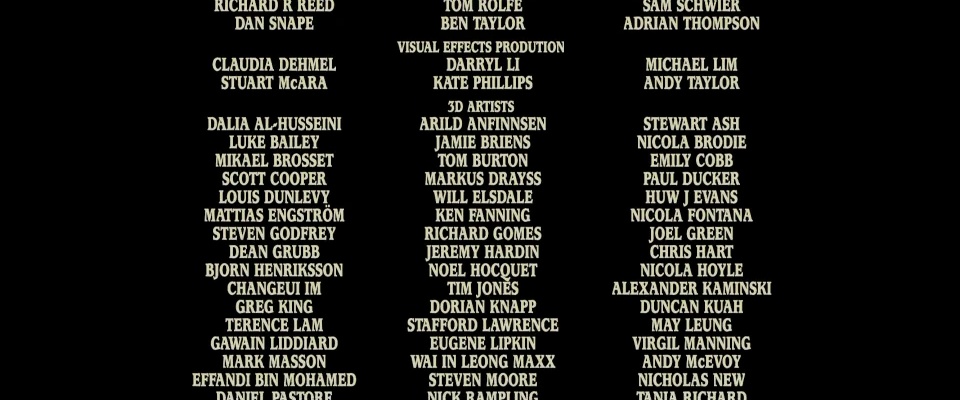 RICHARD R REED TOM ROLFE SAM SCHWIER
DAN SNAPE BEN TAYLOR ADRIAN THOMPSON
VISUAL EFFECTS PRODUTION
CLAUDIA DEHMEL DARRYL LI MICHAEL LIM
STUART McARA KATE PHILLIPS ANDY TAYLOR
3D ARTISTS
DALIA AL-HUSSEINI ARILD ANFINNSEN STEWART ASH
LUKE BAILEY JAMIE BRIENS NICOLA BRODIE
MIKAEL BROSSET TOM BURTON EMILY COBB
SCOTT COOPER MARKUS DRAYSS PAUL DUCKER
LOUIS DUNLEVY WILL ELSDALE HUW J EVANS
MATTIAS ENGSTRÖM KEN FANNING NICOLA FONTANA
STEVEN GODFREY RICHARD GOMES JOEL GREEN
DEAN GRUBB JEREMY HARDIN CHRIS HART
BJORN HENRIKSSON NOEL HOCQUET NICOLA HOYLE
CHANGEUI IM TIM JONES ALEXANDER KAMINSKI
GREG KING DORIAN KNAPP DUNCAN KUAH
TERENCE LAM STAFFORD LAWRENCE MAY LEUNG
GAWAIN LIDDIARD EUGENE LIPKIN VIRGIL MANNING
MARK MASSON WAI IN LEONG MAXX ANDY McEVOY
EFFANDI BIN MOHAMED STEVEN MOORE NICHOLAS NEW
DANIEL PASTORE NICK RAMPLING TANIA RICHARD